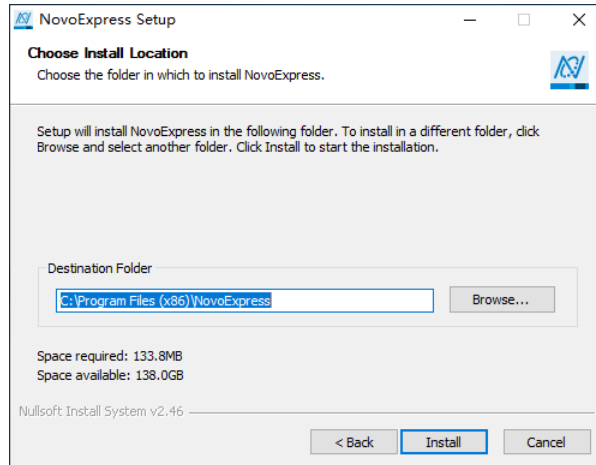 NovoExpress Setup
Choose Install Location
Choose the folder in which to install NovoExpress.
Setup will install NovoExpress in the following folder. To install in a different folder, click
Browse and select another folder. Click Install to start the installation.
Destination Folder
C:\Program Files (x86)\NovoExpress
Browse...
Space required: 133.8MB
Space available: 138.0GB
Nullsoft Install System v2.46
< Back
Install
Cancel